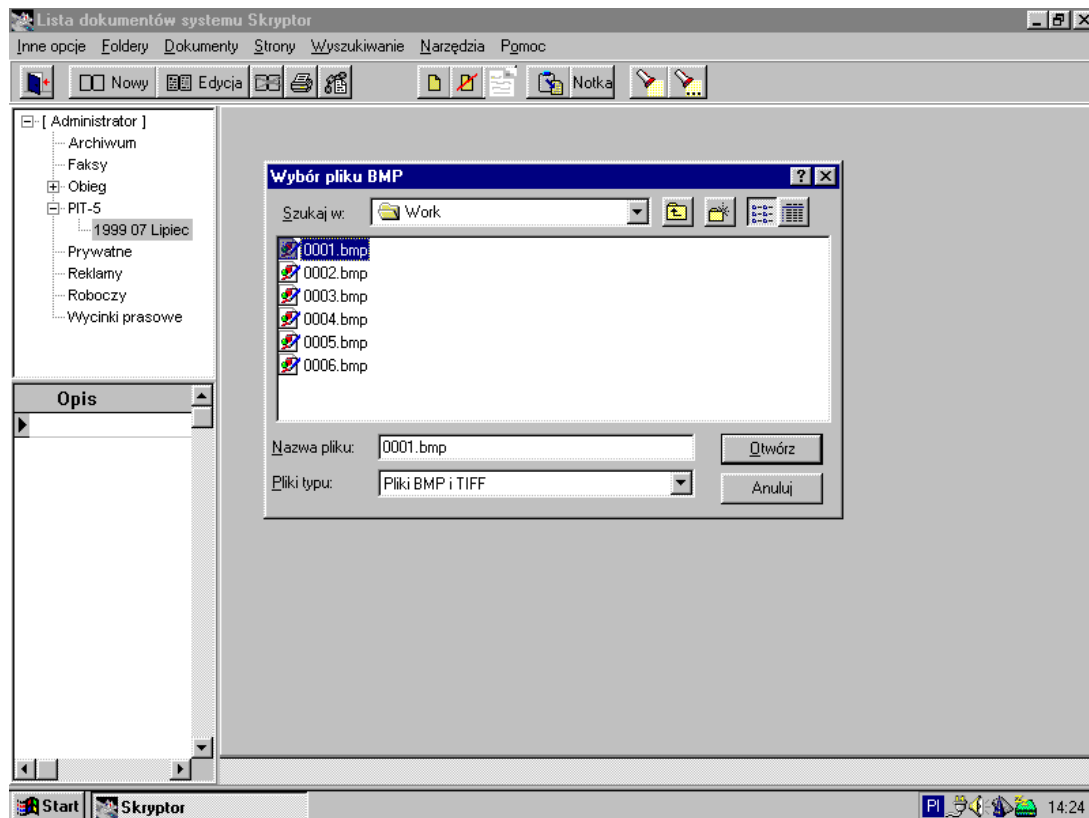 Lista dokumentów systemu Skryptor
Inne opcje Foldery Dokumenty Strony Wyszukiwanie Narzędzia Pomoc
Nowy Edycja Notka
[ Administrator ]
Archiwum
Faksy
Obieg
PIT-5
1999 07 Lipiec
Prywatne
Reklamy
Roboczy
Wycinki prasowe
Opis
Wybór pliku BMP
Szukaj w: Work
0001.bmp
0002.bmp
0003.bmp
0004.bmp
0005.bmp
0006.bmp
Nazwa pliku: 0001.bmp Otwórz
Pliki typu: Pliki BMP i TIFF Anuluj
Start Skryptor Pl 14:24